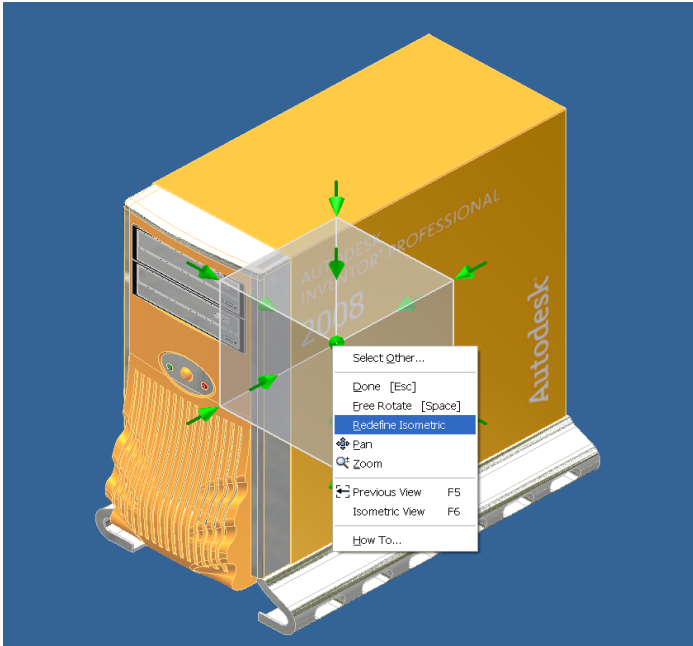 AUTODESK
INVENTOR® PROFESSIONAL
2008
Autodesk
Select Other...
Done [Esc]
Free Rotate [Space]
Redefine Isometric
Pan
Zoom
Previous View F5
Isometric View F6
How To...